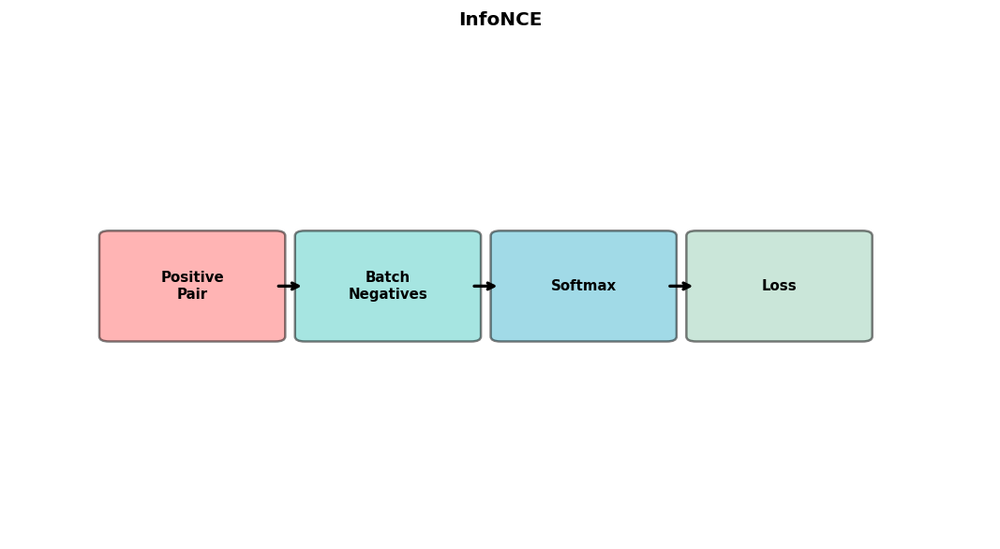 InfoNCE
Positive
Pair
Batch
Negatives
Softmax
Loss